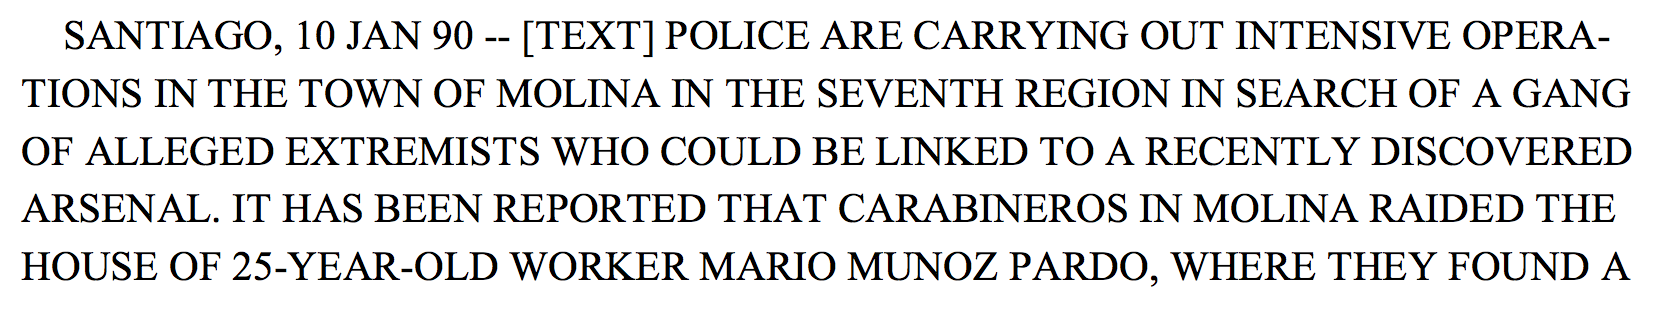 SANTIAGO, 10 JAN 90 -- [TEXT] POLICE ARE CARRYING OUT INTENSIVE OPERA-
TIONS IN THE TOWN OF MOLINA IN THE SEVENTH REGION IN SEARCH OF A GANG
OF ALLEGED EXTREMISTS WHO COULD BE LINKED TO A RECENTLY DISCOVERED
ARSENAL. IT HAS BEEN REPORTED THAT CARABINEROS IN MOLINA RAIDED THE
HOUSE OF 25-YEAR-OLD WORKER MARIO MUNOZ PARDO, WHERE THEY FOUND A